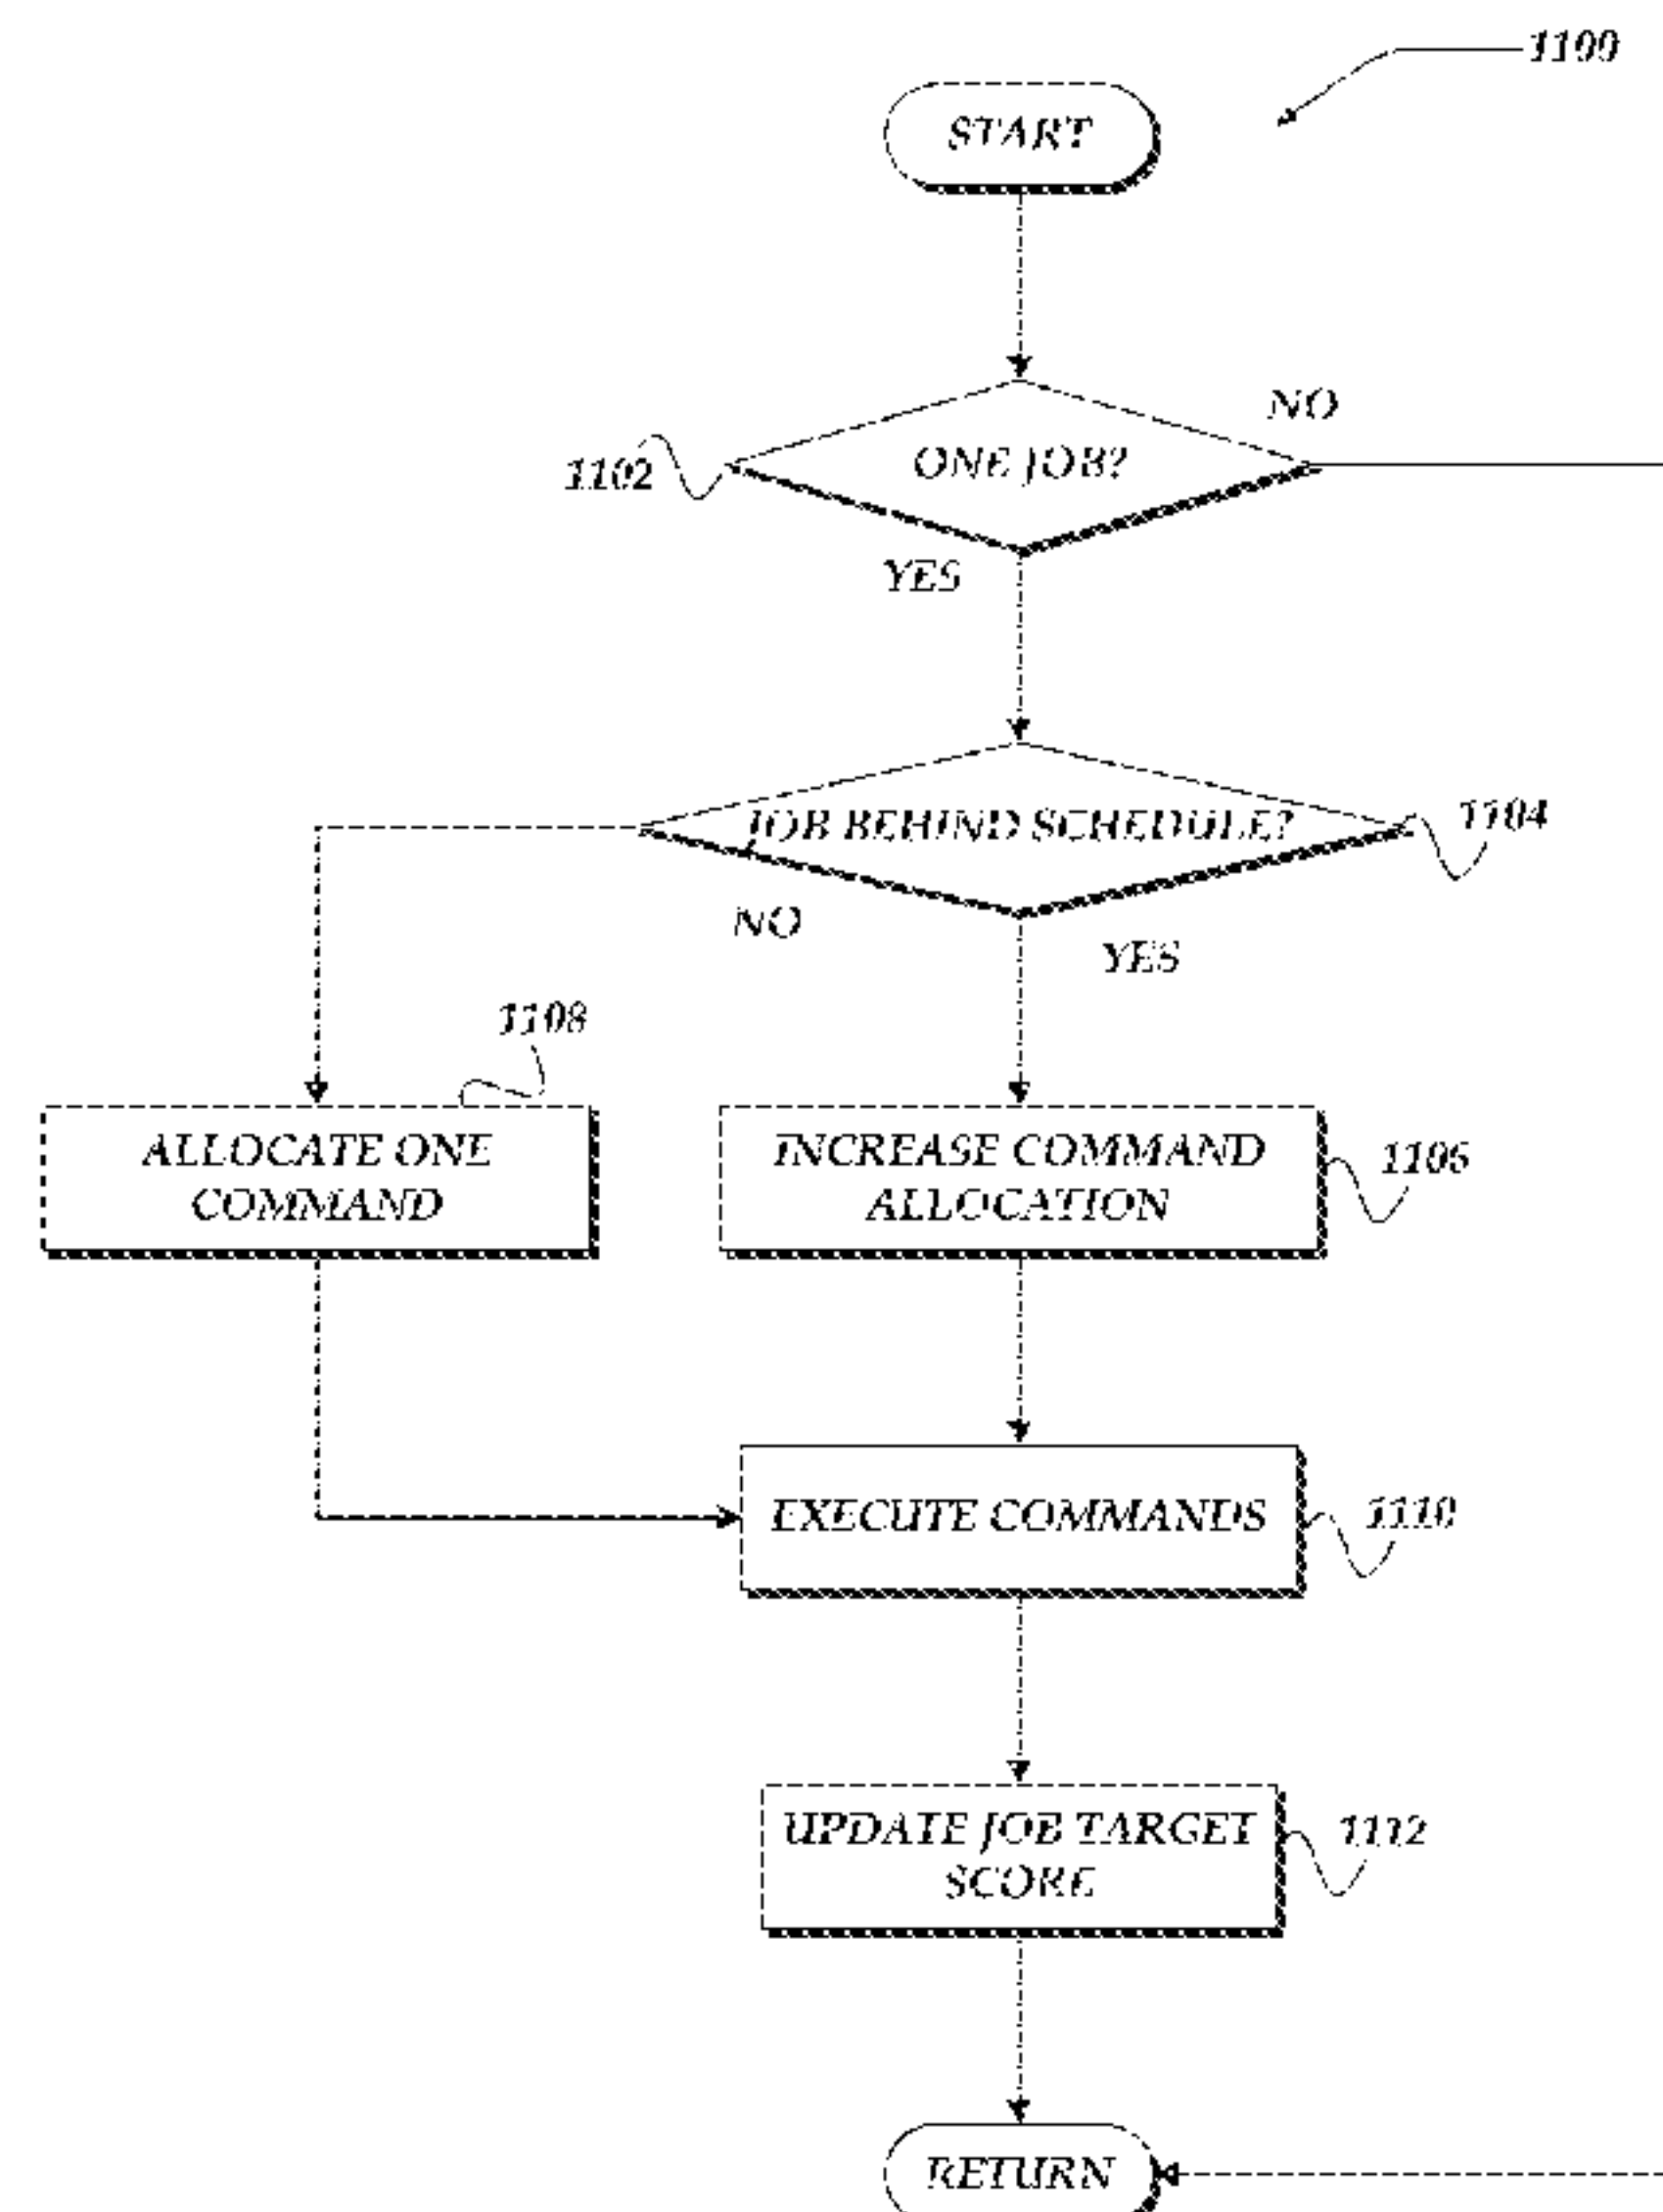 1100
START
NO
ONE JOB?
1102
YES
JOB BEHIND SCHEDULE?
1104
NO
YES
1108
ALLOCATE ONE
COMMAND
INCREASE COMMAND
ALLOCATION
1106
EXECUTE COMMANDS
1110
UPDATE JOB TARGET
SCORE
1112
RETURN